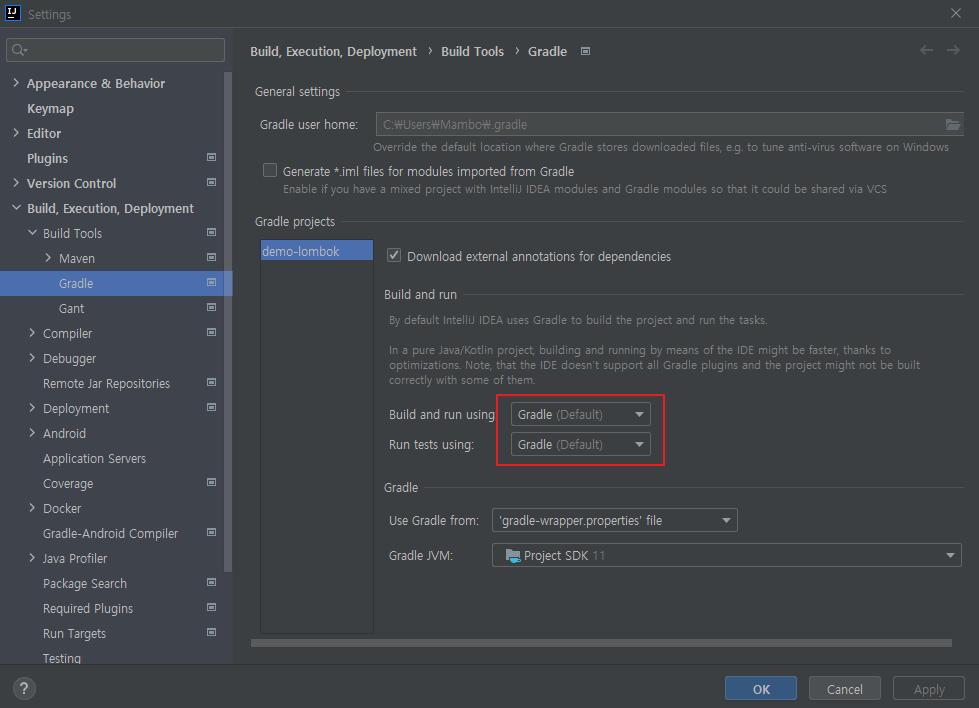 Settings
Appearance & Behavior
Keymap
Editor
Plugins
Version Control
Build, Execution, Deployment
Build Tools
Maven
Gradle
Gant
Compiler
Debugger
Remote Jar Repositories
Deployment
Android
Application Servers
Coverage
Docker
Gradle-Android Compiler
Java Profiler
Package Search
Required Plugins
Run Targets
Testing
Build, Execution, Deployment › Build Tools › Gradle
General settings
Gradle user home: C:₩Users₩Mambo₩.gradle
Override the default location where Gradle stores downloaded files, e.g. to tune anti-virus software on Windows
Generate *.iml files for modules imported from Gradle
Enable if you have a mixed project with IntelliJ IDEA modules and Gradle modules so that it could be shared via VCS
Gradle projects
demo-lombok
Download external annotations for dependencies
Build and run
By default IntelliJ IDEA uses Gradle to build the project and run the tasks.
In a pure Java/Kotlin project, building and running by means of the IDE might be faster, thanks to
optimizations. Note, that the IDE doesn't support all Gradle plugins and the project might not be built
correctly with some of them.
Build and run using Gradle (Default)
Run tests using: Gradle (Default)
Gradle
Use Gradle from: 'gradle-wrapper.properties' file
Gradle JVM: Project SDK 11
?
OK Cancel Apply